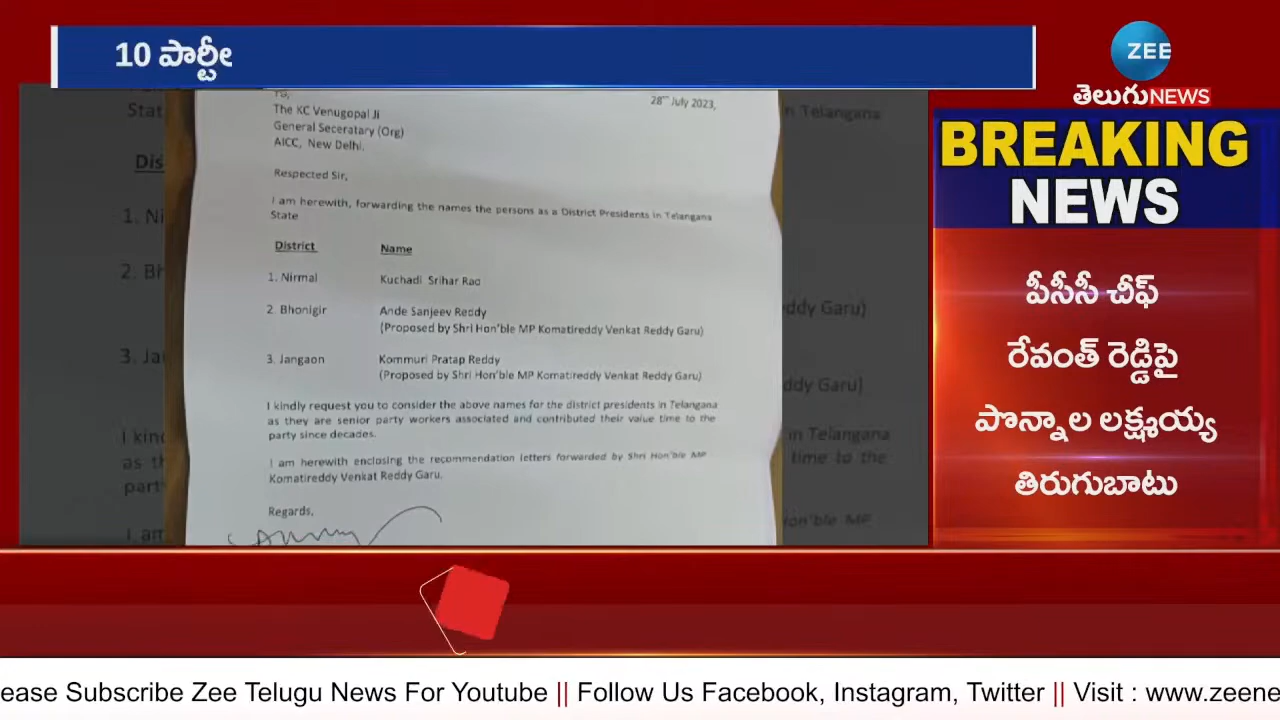 10 పార్టీ
ZEE
తెలుగు NEWS
BREAKING
NEWS
పీసీసీ చీఫ్
రేవంత్ రెడ్డిపై
పొన్నాల లక్ష్మయ్య
తిరుగుబాటు
To,
28th July 2023,
The KC Venugopal Ji
General Seceratary (Org)
AICC, New Delhi.
Respected Sir,
I am herewith, forwarding the names the persons as a District Presidents in Telangana
State
District Name
1. Nirmal Kuchadi Srihar Rao
2. Bhonigir Ande Sanjeev Reddy
(Proposed by Shri Hon'ble MP Komatireddy Venkat Reddy Garu)
3. Jangaon Kommuri Pratap Reddy
(Proposed by Shri Hon'ble MP Komatireddy Venkat Reddy Garu)
I kindly request you to consider the above names for the district presidents in Telangana
as they are senior party workers associated and contributed their value time to the
party since decades.
I am herewith enclosing the recommendation letters forwarded by Shri Hon'ble MP
Komatireddy Venkat Reddy Garu.
Regards,
ease Subscribe Zee Telugu News For Youtube || Follow Us Facebook, Instagram, Twitter || Visit : www.zeene